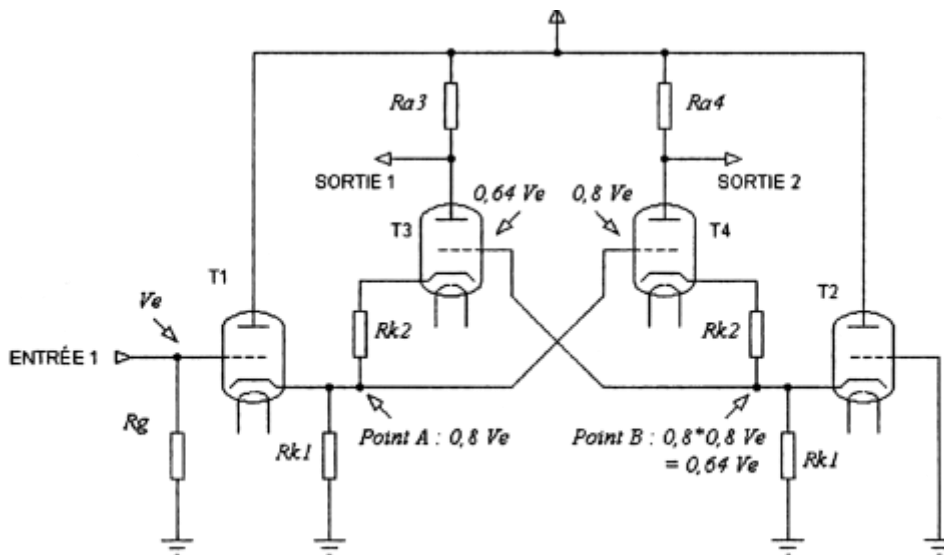 Ra3
Ra4
SORTIE 1
SORTIE 2
0,64 Ve
0,8 Ve
T3
T4
T1
T2
Ve
Rk2
Rk2
ENTRÉE 1
Rg
Rk1
Point A : 0,8 Ve
Point B : 0,8*0,8 Ve
= 0,64 Ve
Rk1